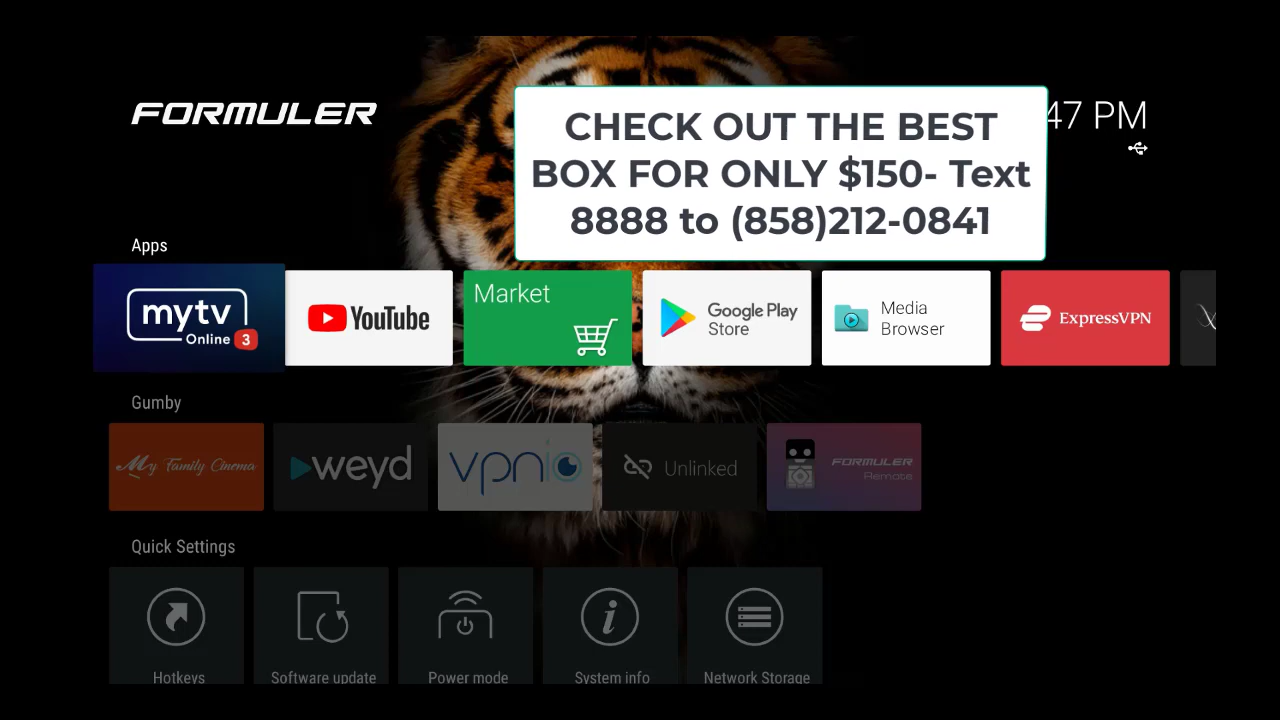 FORMULER
CHECK OUT THE BEST
BOX FOR ONLY $150- Text
8888 to (858)212-0841
47 PM
Apps
mytv
Online 3
YouTube
Market
Google Play
Store
Media
Browser
ExpressVPN
Gumby
My Family Cinema
weyd
vpnio
Unlinked
FORMULER
Remote
Quick Settings
Hotkeys
Software update
Power mode
System info
Network Storage